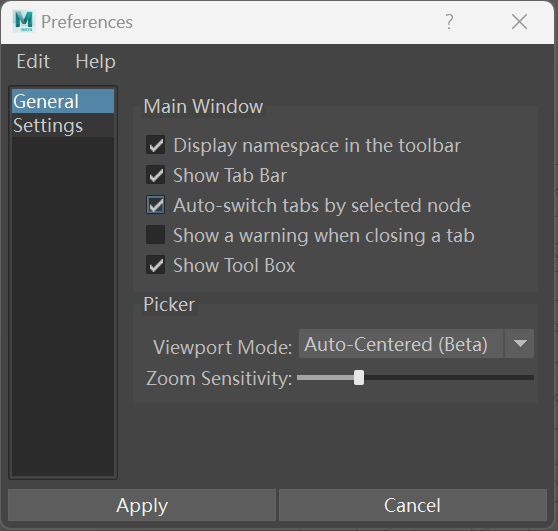 Preferences
?
Edit Help
General
Settings
Main Window
Display namespace in the toolbar
Show Tab Bar
Auto-switch tabs by selected node
Show a warning when closing a tab
Show Tool Box
Picker
Viewport Mode: Auto-Centered (Beta)
Zoom Sensitivity:
Apply Cancel